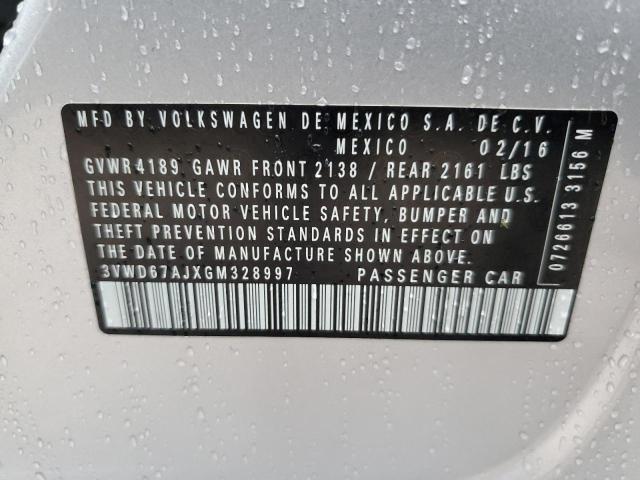 MFD BY VOLKSWAGEN DE MEXICO S.A. DE C.V.
MEXICO 02/16
GVWR 4189 GAWR FRONT 2138 / REAR 2161 LBS
THIS VEHICLE CONFORMS TO ALL APPLICABLE U.S.
FEDERAL MOTOR VEHICLE SAFETY, BUMPER AND
THEFT PREVENTION STANDARDS IN EFFECT ON
THE DATE OF MANUFACTURE SHOWN ABOVE.
3VWD67AJXGM328997 PASSENGER CAR
0726613 3156 M